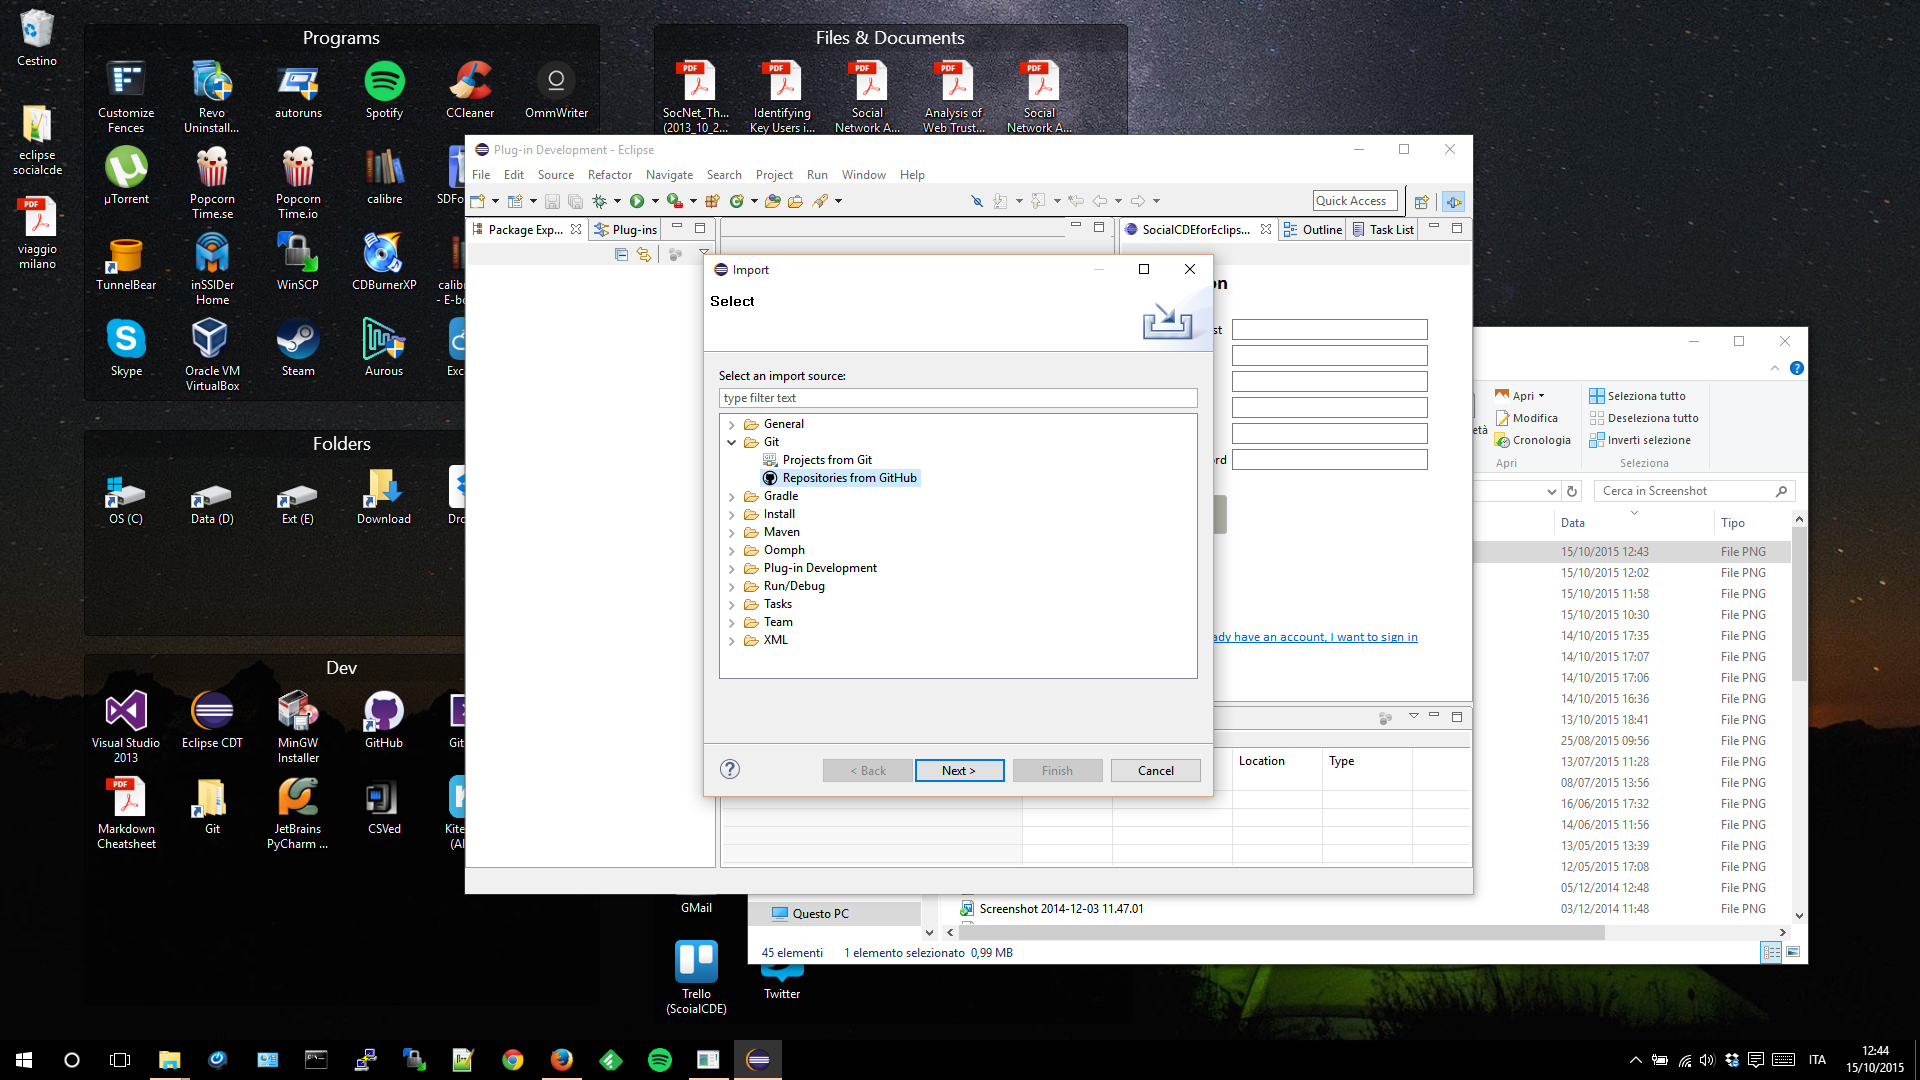 Cestino
eclipse
socialcde
viaggio
milano
Programs
Customize
Fences
Revo
Uninstall...
autoruns
Spotify
CCleaner
OmmWriter
µTorrent
Popcorn
Time.se
Popcorn
Time.io
calibre
SDFo
TunnelBear
inSSIDer
Home
WinSCP
CDBurnerXP
calib
- E-bo
Skype
Oracle VM
VirtualBox
Steam
Aurous
Exc
Folders
OS (C)
Data (D)
Ext (E)
Download
Dro
Dev
Visual Studio
2013
Eclipse CDT
MinGW
Installer
GitHub
Git
Markdown
Cheatsheet
Git
JetBrains
PyCharm ...
CSVed
Kite
(Al
Files & Documents
SocNet_Th...
(2013_10_2...
Identifying
Key Users i...
Social
Network A...
Analysis of
Web Trust...
Social
Network A...
GMail
Trello
(ScoialCDE)
Twitter
Plug-in Development - Eclipse
File Edit Source Refactor Navigate Search Project Run Window Help
Quick Access
Package Exp...
Plug-ins
SocialCDEforEclips...
Outline
Task List
on
st
rd
ady have an account, I want to sign in
Location Type
Import
Select
Select an import source:
type filter text
General
Git
Projects from Git
Repositories from GitHub
Gradle
Install
Maven
Oomph
Plug-in Development
Run/Debug
Tasks
Team
XML
< Back
Next >
Finish
Cancel
Apri
Modifica
Cronologia
Apri
età
Seleziona tutto
Deseleziona tutto
Inverti selezione
Seleziona
Cerca in Screenshot
Data Tipo
15/10/2015 12:43 File PNG
15/10/2015 12:02 File PNG
15/10/2015 11:58 File PNG
15/10/2015 10:30 File PNG
14/10/2015 17:35 File PNG
14/10/2015 17:07 File PNG
14/10/2015 17:06 File PNG
14/10/2015 16:36 File PNG
13/10/2015 18:41 File PNG
25/08/2015 09:56 File PNG
13/07/2015 11:28 File PNG
08/07/2015 13:56 File PNG
16/06/2015 17:32 File PNG
14/06/2015 11:56 File PNG
13/05/2015 13:39 File PNG
12/05/2015 17:08 File PNG
05/12/2014 12:48 File PNG
Screenshot 2014-12-03 11.47.01 03/12/2014 11:48 File PNG
Questo PC
45 elementi 1 elemento selezionato 0,99 MB
ITA
12:44
15/10/2015